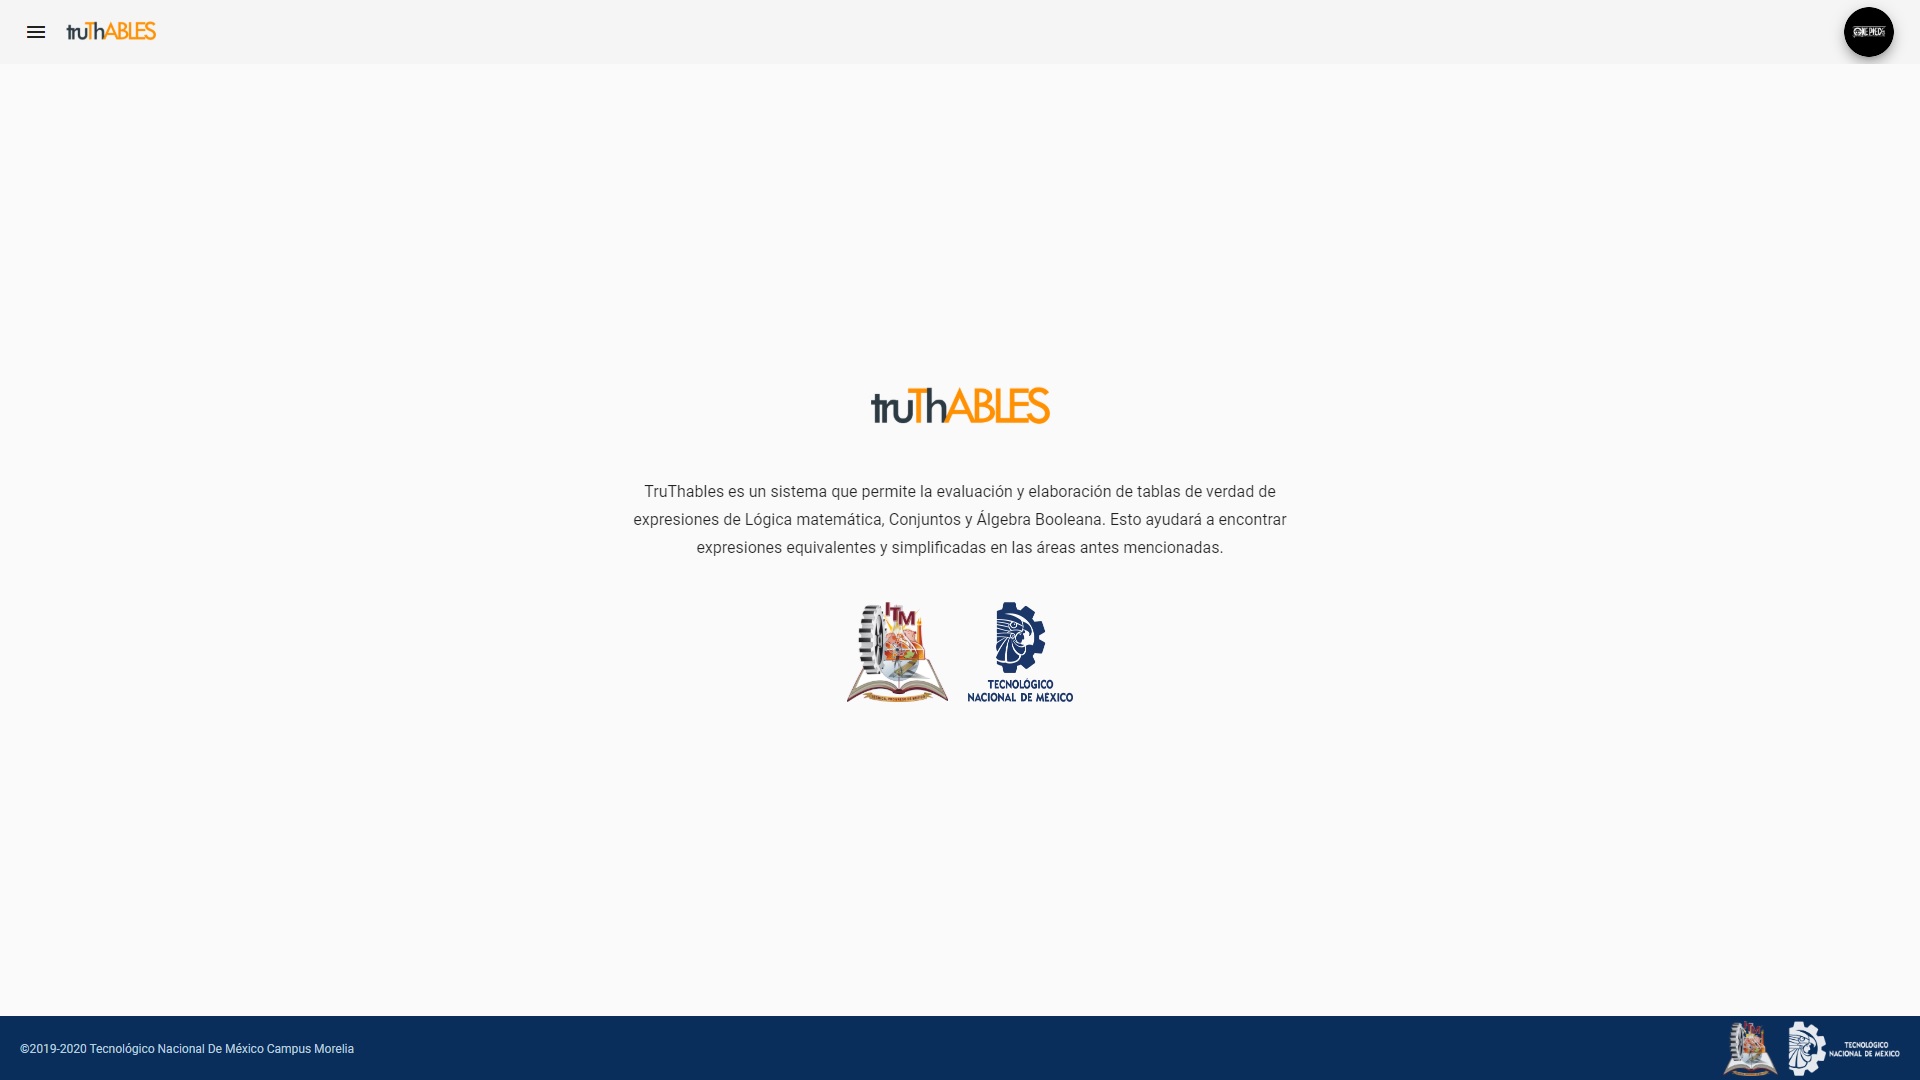 truThABLES
truThABLES
TruThables es un sistema que permite la evaluación y elaboración de tablas de verdad de
expresiones de Lógica matemática, Conjuntos y Álgebra Booleana. Esto ayudará a encontrar
expresiones equivalentes y simplificadas en las áreas antes mencionadas.
ITM
TECNOLÓGICO
NACIONAL DE MÉXICO
©2019-2020 Tecnológico Nacional De México Campus Morelia
TECNOLÓGICO
NACIONAL DE MÉXICO